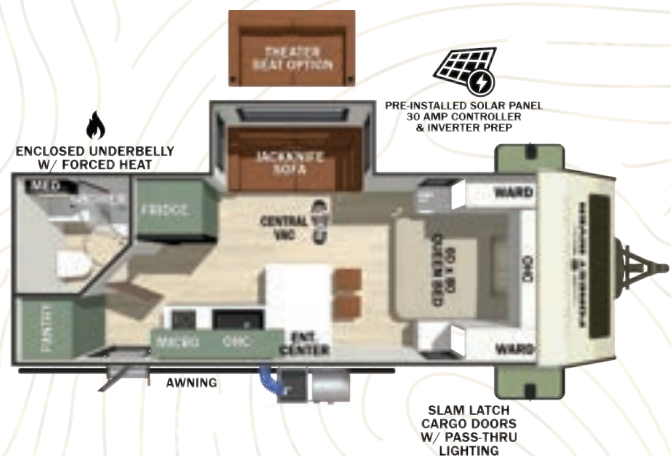 THEATER
SEAT OPTION
PRE-INSTALLED SOLAR PANEL
30 AMP CONTROLLER
& INVERTER PREP
ENCLOSED UNDERBELLY
W/ FORCED HEAT
JACKKNIFE
SOFA
MED
SHOWER
FRIDGE
CENTRAL
VAC
WARD
60 X 80
QUEEN BED
OHC
FOREST RIVER
PANTRY
MICRO
OHC
ENT.
CENTER
WARD
AWNING
SLAM LATCH
CARGO DOORS
W/ PASS-THRU
LIGHTING